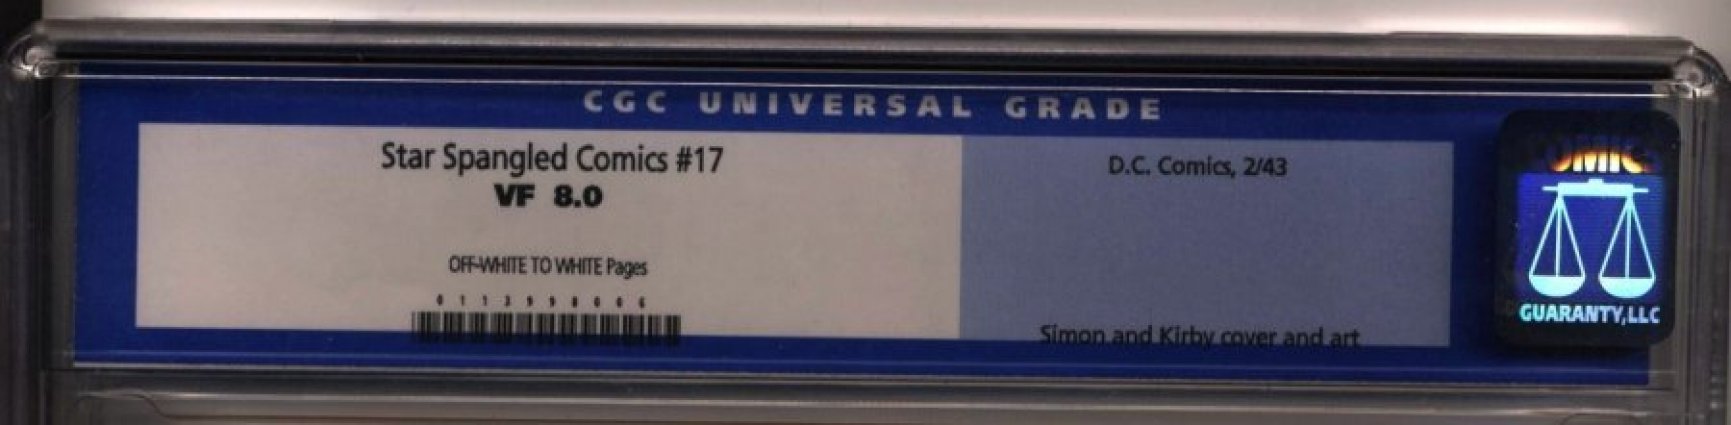 CGC UNIVERSAL GRADE
Star Spangled Comics #17
VF 8.0
OFF-WHITE TO WHITE Pages
0113998006
D.C. Comics, 2/43
Simon and Kirby cover and art
COMICS
GUARANTY, LLC